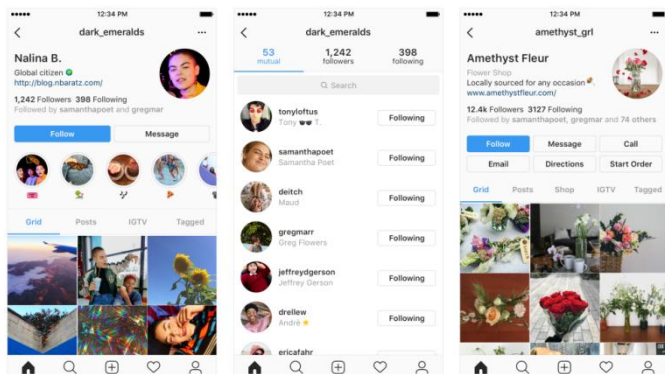 12:34 PM
dark_emeralds
Nalina B.
Global citizen
http://blog.nbaratz.com/
1,242 Followers 398 Following
Followed by samanthapoet and gregmar
Follow Message
Grid Posts IGTV Tagged
12:34 PM
dark_emeralds
53 1,242 398
mutual followers following
Search
tonyloftus
Tony T.
Following
samanthapoet
Samantha Poet
Following
deitch
Maud
Following
gregmarr
Greg Flowers
Following
jeffreydgerson
Jeffrey Gerson
Following
drellew
André
Following
ericafahr
12:34 PM
amethyst_grl
Amethyst Fleur
Flower Shop
Locally sourced for any occasion
www.amethystfleur.com/
12.4k Followers 3127 Following
Followed by samanthapoet, gregmar and 74 others
Follow Message Call
Email Directions Start Order
Grid Posts Shop IGTV Tagged